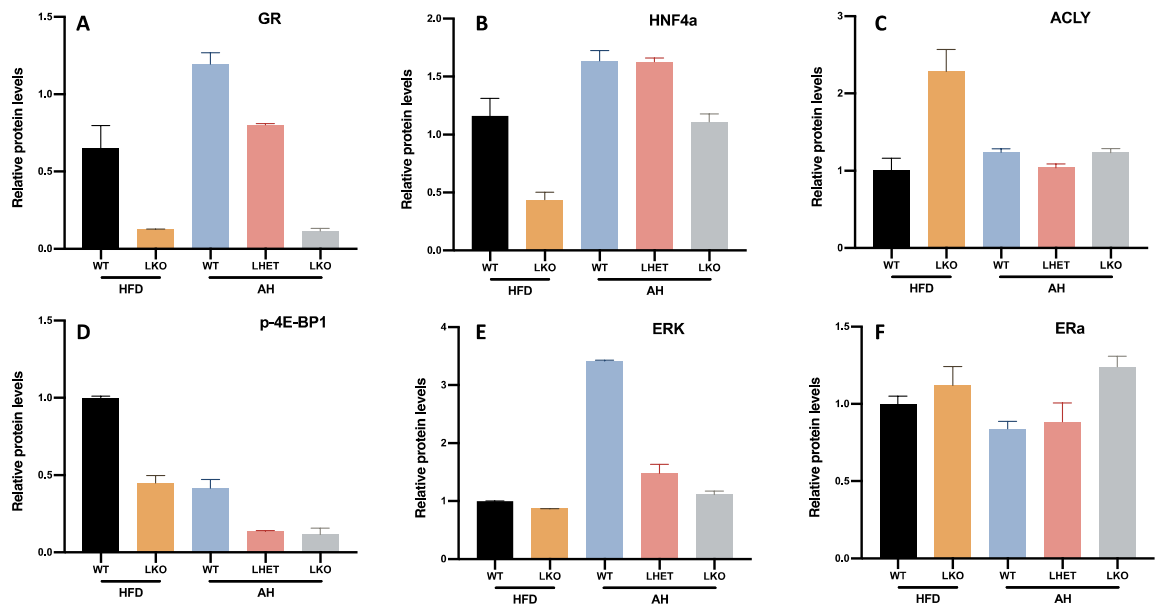 A
GR
Relative protein levels
1.5
1.0
0.5
0.0
WT
LKO
WT
LHET
LKO
HFD
AH
B
HNF4a
Relative protein levels
2.0
1.5
1.0
0.5
0.0
WT
LKO
WT
LHET
LKO
HFD
AH
C
ACLY
Relative protein levels
3
2
1
0
WT
LKO
WT
LHET
LKO
HFD
AH
D
p-4E-BP1
Relative protein levels
1.5
1.0
0.5
0.0
WT
LKO
WT
LHET
LKO
HFD
AH
E
ERK
Relative protein levels
4
3
2
1
0
WT
LKO
WT
LHET
LKO
HFD
AH
F
ERa
Relative protein levels
1.5
1.0
0.5
0.0
WT
LKO
WT
LHET
LKO
HFD
AH